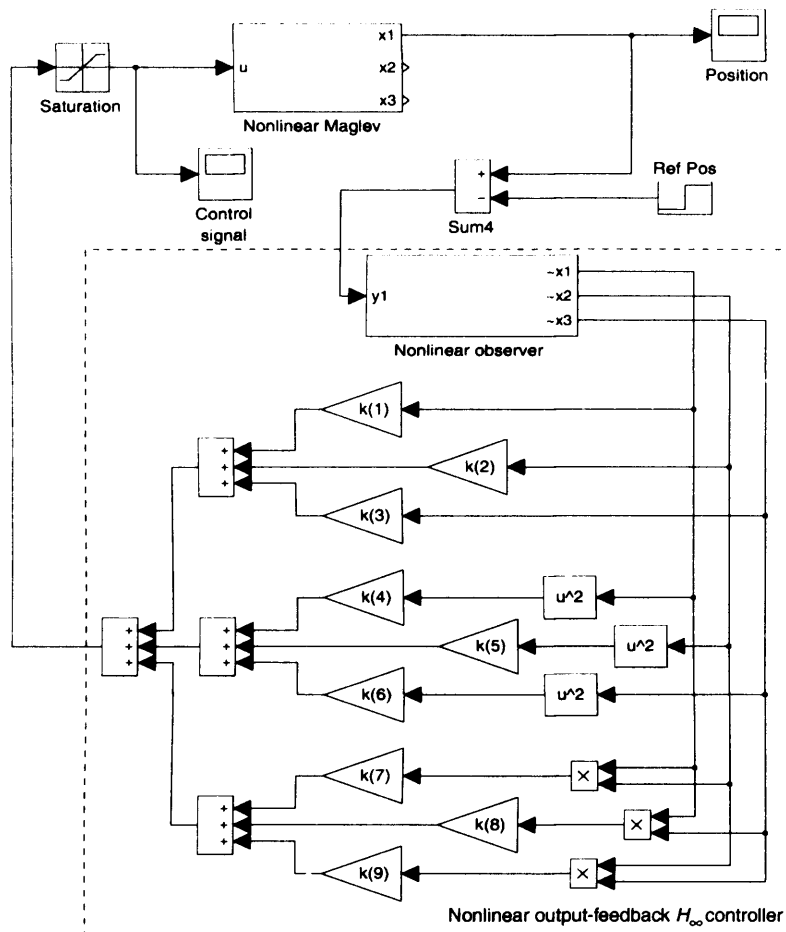 x1
u
x2
x3
Saturation
Nonlinear Maglev
Position
Control
signal
+
−
Sum4
Ref Pos
y1
~x1
~x2
~x3
Nonlinear observer
k(1)
+
+
+
k(2)
k(3)
k(4)
u^2
+
+
+
+
+
+
k(5)
u^2
k(6)
u^2
k(7)
×
+
+
+
k(8)
×
k(9)
×
Nonlinear output-feedback H∞ controller